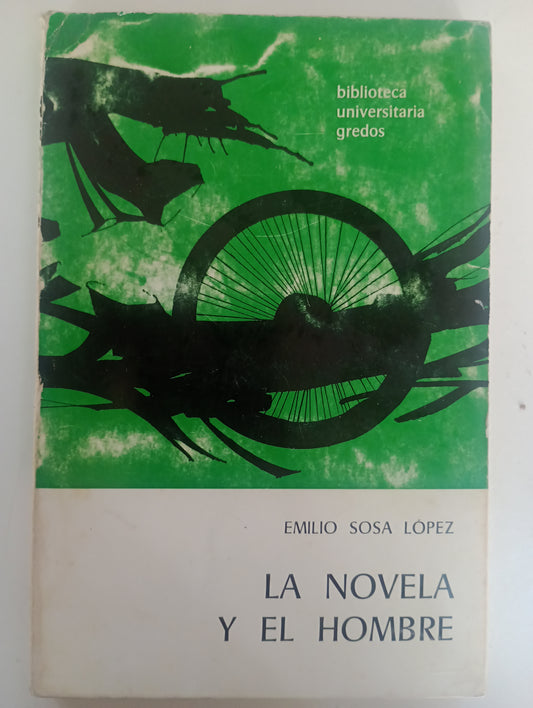 biblioteca
universitaria
gredos
EMILIO SOSA LÓPEZ
LA NOVELA
Y EL HOMBRE